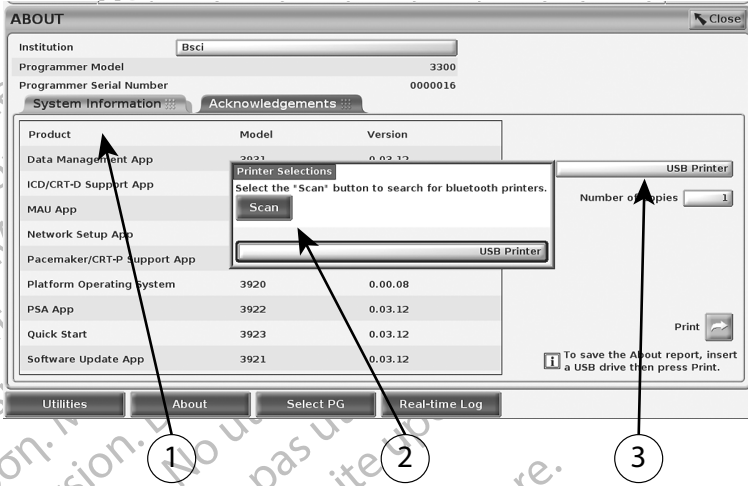 ABOUT
Close
Institution
Bsci
Programmer Model
3300
Programmer Serial Number
0000016
System Information
Acknowledgements
Product Model Version
Data Management App 3931 0.03.12
ICD/CRT-D Support App
MAU App
Network Setup App
Pacemaker/CRT-P Support App
Platform Operating System 3920 0.00.08
PSA App 3922 0.03.12
Quick Start 3923 0.03.12
Software Update App 3921 0.03.12
Printer Selections
Select the "Scan" button to search for bluetooth printers.
Scan
USB Printer
USB Printer
Number of Copies 1
Print
i To save the About report, insert
a USB drive then press Print.
Utilities
About
Select PG
Real-time Log
1
2
3